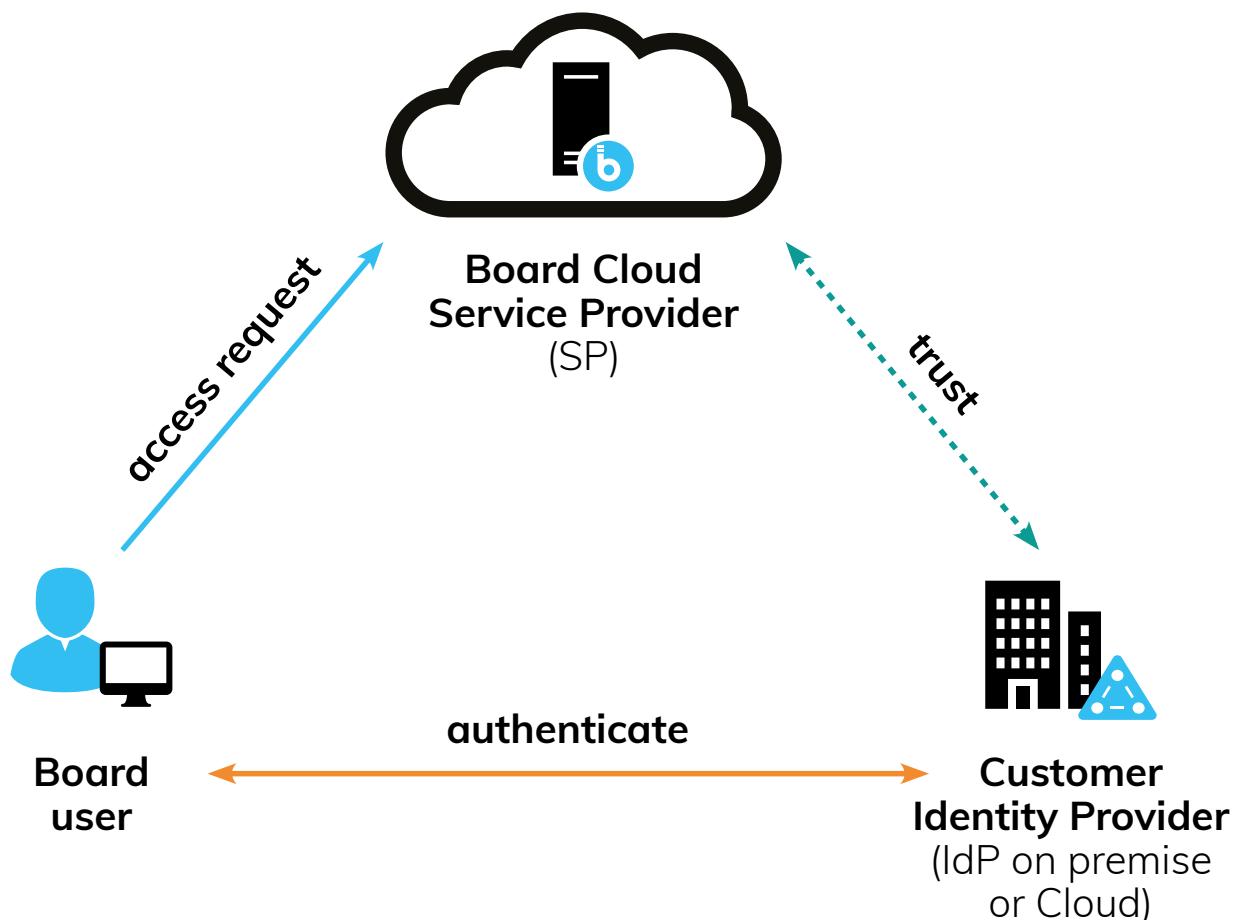 b
Board Cloud
Service Provider
(SP)
access request
trust
authenticate
Board
user
Customer
Identity Provider
(IdP on premise
or Cloud)